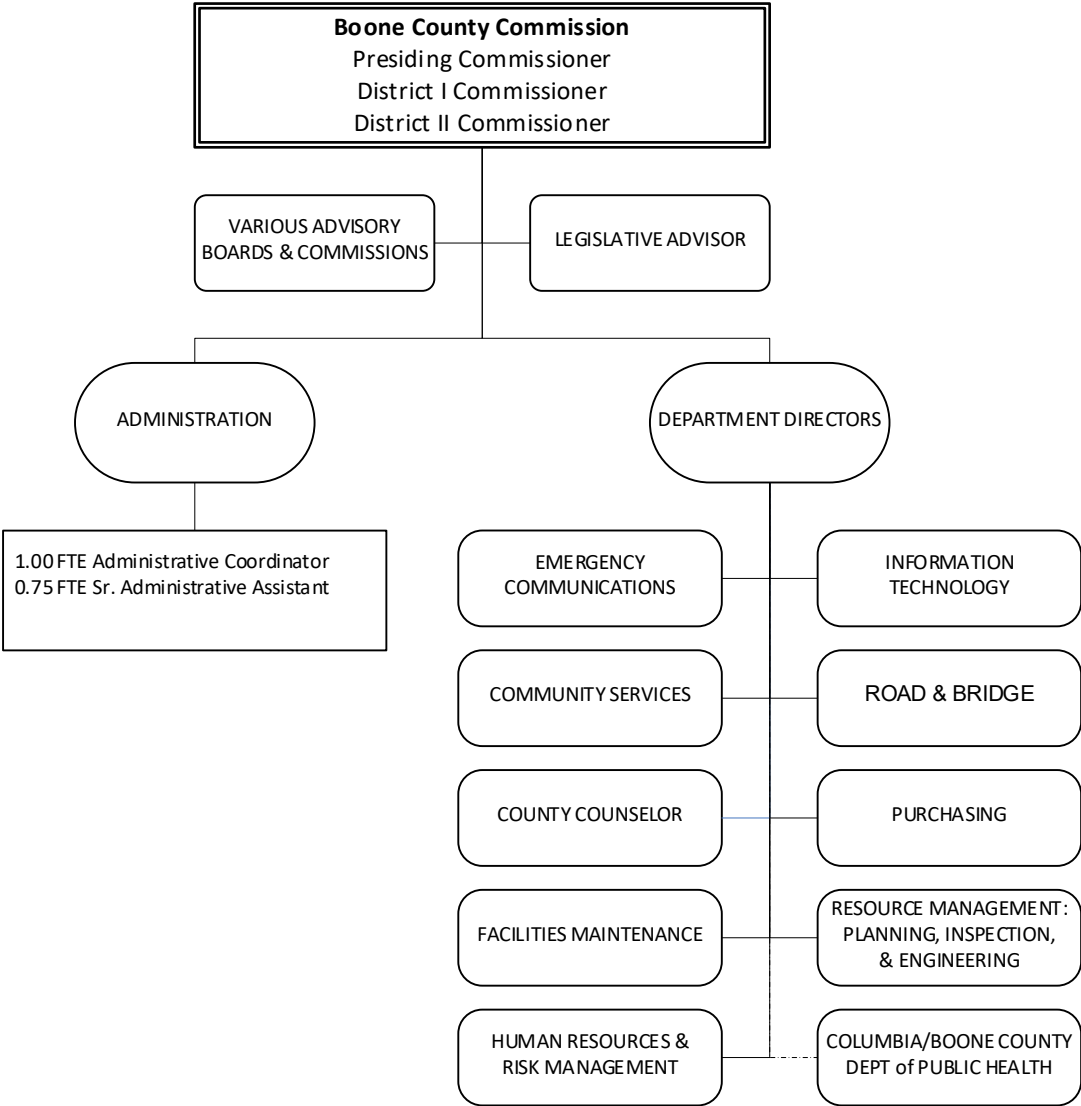 Boone County Commission
Presiding Commissioner
District I Commissioner
District II Commissioner
VARIOUS ADVISORY
BOARDS & COMMISSIONS
LEGISLATIVE ADVISOR
ADMINISTRATION
DEPARTMENT DIRECTORS
1.00 FTE Administrative Coordinator
0.75 FTE Sr. Administrative Assistant
EMERGENCY
COMMUNICATIONS
INFORMATION
TECHNOLOGY
COMMUNITY SERVICES
ROAD & BRIDGE
COUNTY COUNSELOR
PURCHASING
FACILITIES MAINTENANCE
RESOURCE MANAGEMENT:
PLANNING, INSPECTION,
& ENGINEERING
HUMAN RESOURCES &
RISK MANAGEMENT
COLUMBIA/BOONE COUNTY
DEPT of PUBLIC HEALTH